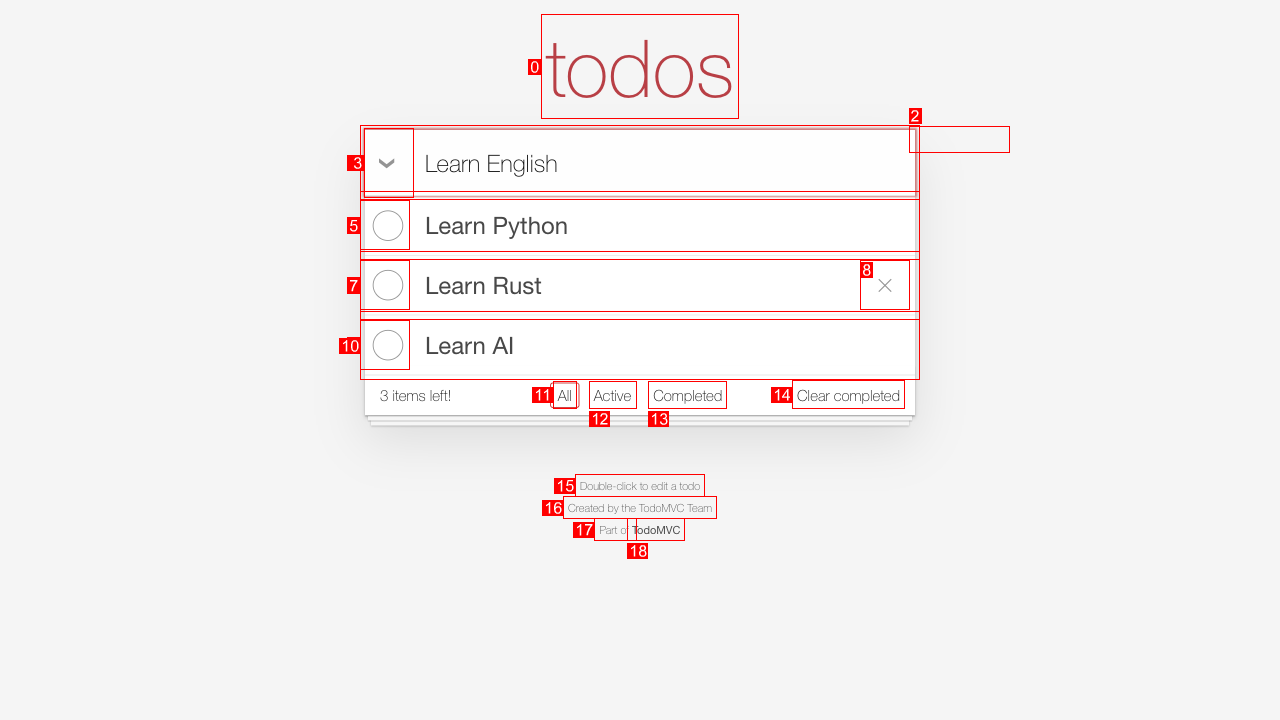 todos
0
2
3
Learn English
5
Learn Python
7
Learn Rust
8
10
Learn AI
3 items left!
11
All
Active
Completed
14
Clear completed
12
13
15
Double-click to edit a todo
16
Created by the TodoMVC Team
17
Part of TodoMVC
18